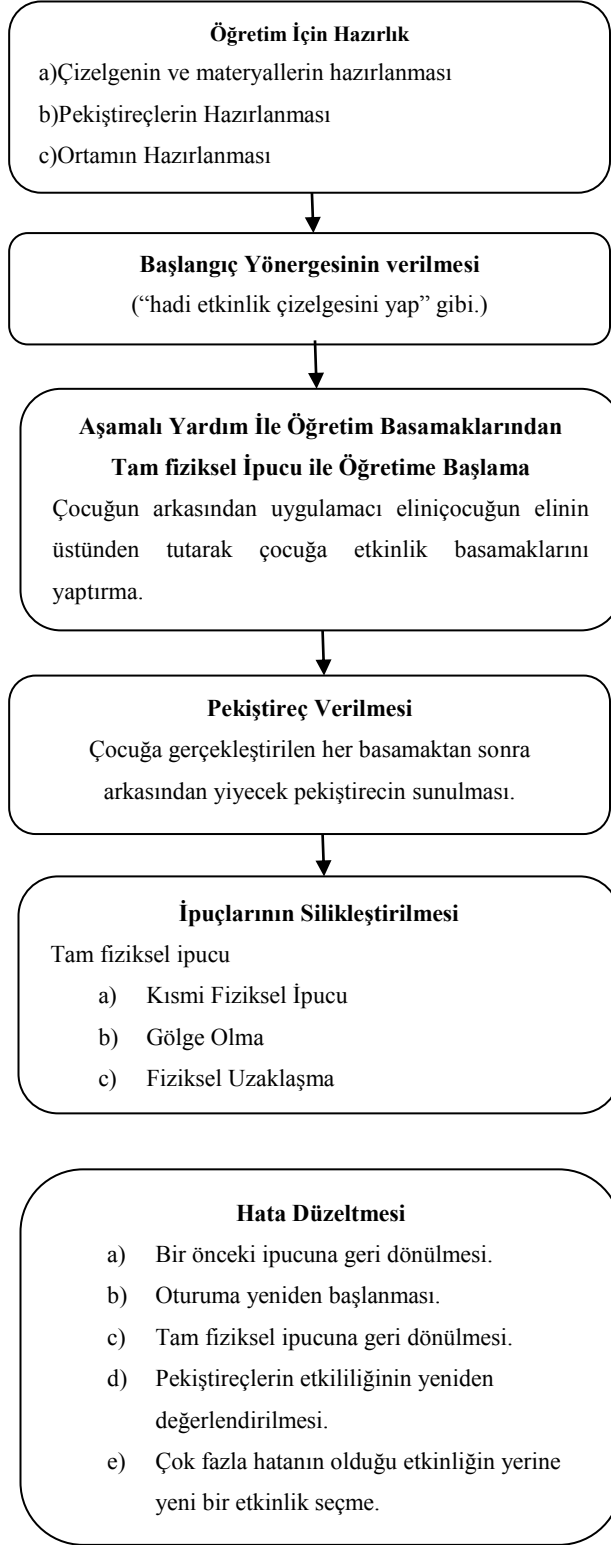 Öğretim İçin Hazırlık
a)Çizelgenin ve materyallerin hazırlanması
b)Pekiştireçlerin Hazırlanması
c)Ortamın Hazırlanması
Başlangıç Yönergesinin verilmesi
(“hadi etkinlik çizelgesini yap” gibi.)
Aşamalı Yardım İle Öğretim Basamaklarından
Tam fiziksel İpucu ile Öğretime Başlama
Çocuğun arkasından uygulamacı eliniçocuğun elinin
üstünden tutarak çocuğa etkinlik basamaklarını
yaptırma.
Pekiştireç Verilmesi
Çocuğa gerçekleştirilen her basamaktan sonra
arkasından yiyecek pekiştirecin sunulması.
İpuçlarının Silikleştirilmesi
Tam fiziksel ipucu
a) Kısmi Fiziksel İpucu
b) Gölge Olma
c) Fiziksel Uzaklaşma
Hata Düzeltmesi
a) Bir önceki ipucuna geri dönülmesi.
b) Oturuma yeniden başlanması.
c) Tam fiziksel ipucuna geri dönülmesi.
d) Pekiştireçlerin etkililiğinin yeniden
değerlendirilmesi.
e) Çok fazla hatanın olduğu etkinliğin yerine
yeni bir etkinlik seçme.